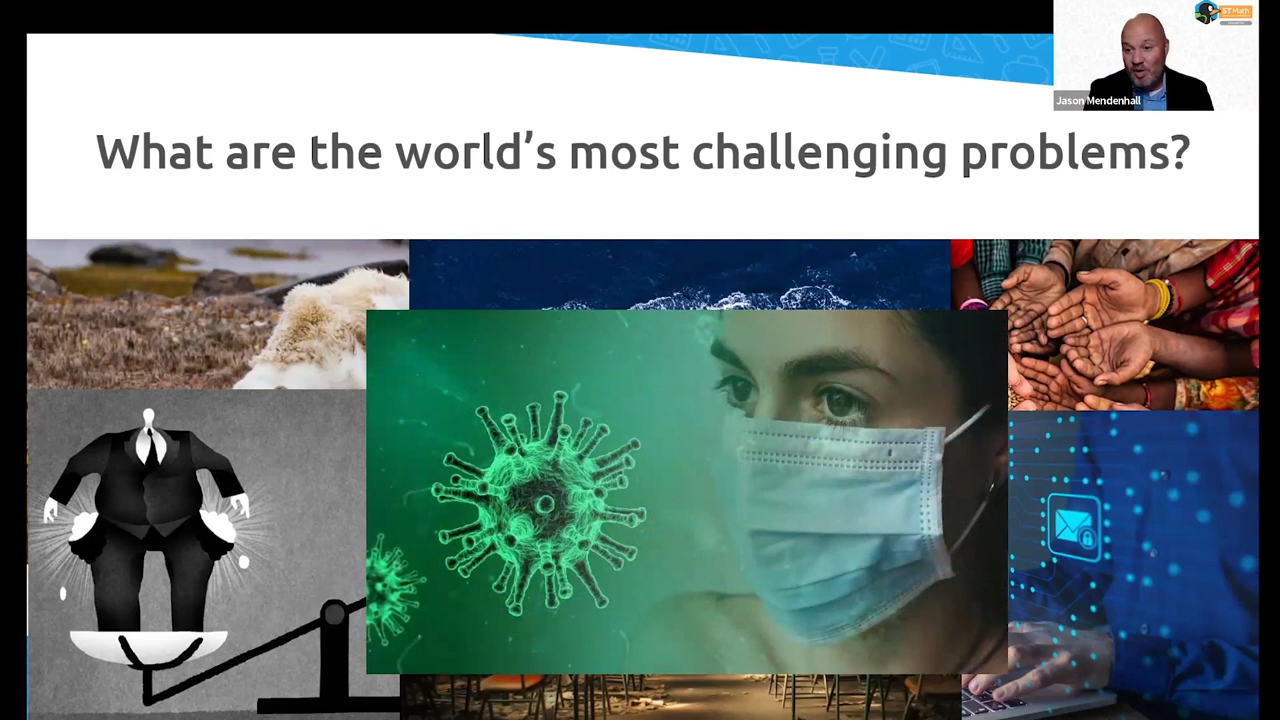 ST Math
Jason Mendenhall
What are the world's most challenging problems?